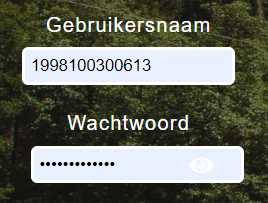 Gebruikersnaam
1998100300613
Wachtwoord
•••••••••••••